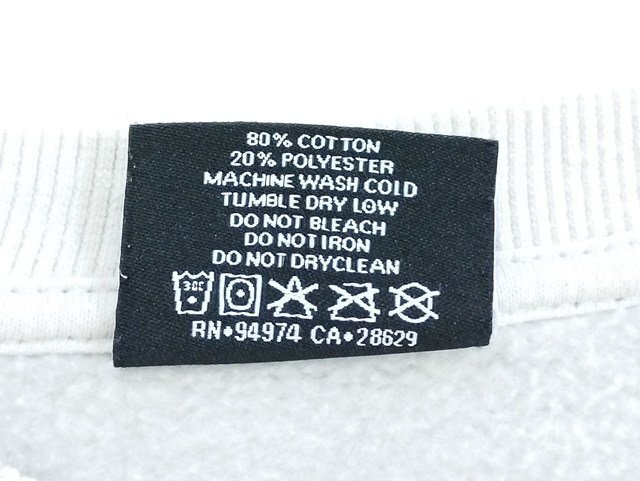 80% COTTON
20% POLYESTER
MACHINE WASH COLD
TUMBLE DRY LOW
DO NOT BLEACH
DO NOT IRON
DO NOT DRYCLEAN
30C
RN•94974 CA•28629